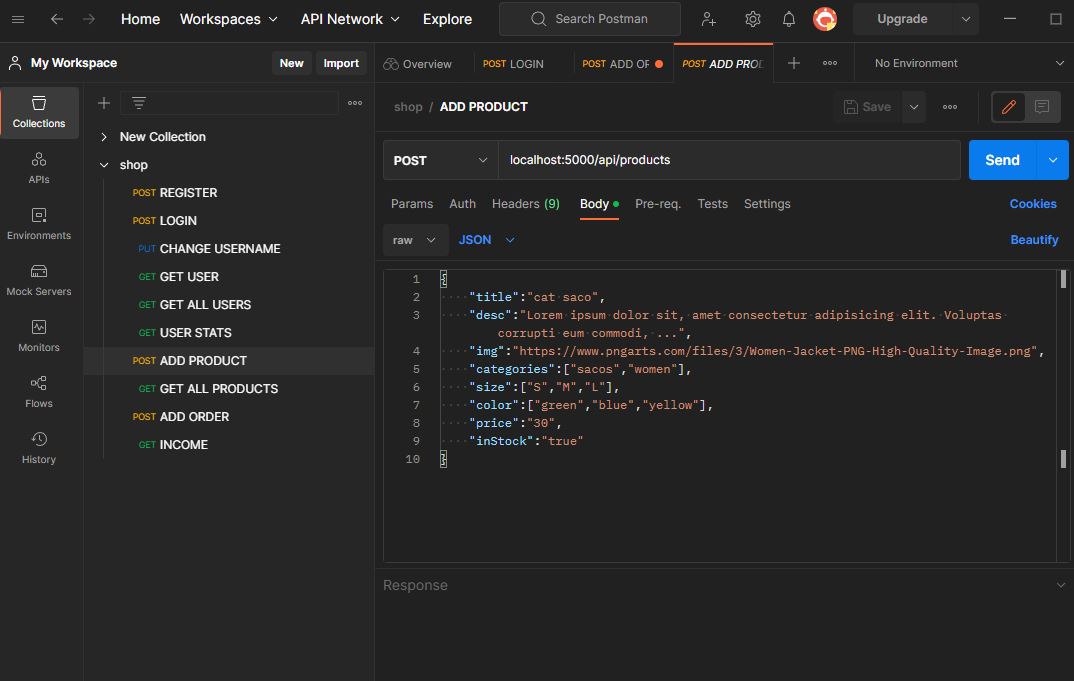 Home Workspaces API Network Explore Search Postman Upgrade
My Workspace New Import Overview POST LOGIN POST ADD OF POST ADD PROD No Environment
Collections
APIs
Environments
Mock Servers
Monitors
Flows
History
New Collection
shop
POST REGISTER
POST LOGIN
PUT CHANGE USERNAME
GET GET USER
GET GET ALL USERS
GET USER STATS
POST ADD PRODUCT
GET GET ALL PRODUCTS
POST ADD ORDER
GET INCOME
shop / ADD PRODUCT Save
POST localhost:5000/api/products Send
Params Auth Headers (9) Body Pre-req. Tests Settings Cookies
raw JSON Beautify
1 {
2 "title":"cat saco",
3 "desc":"Lorem ipsum dolor sit, amet consectetur adipisicing elit. Voluptas
corrupti eum commodi, ...",
4 "img":"https://www.pngarts.com/files/3/Women-Jacket-PNG-High-Quality-Image.png",
5 "categories":["sacos","women"],
6 "size":["S","M","L"],
7 "color":["green","blue","yellow"],
8 "price":"30",
9 "inStock":"true"
10 }
Response